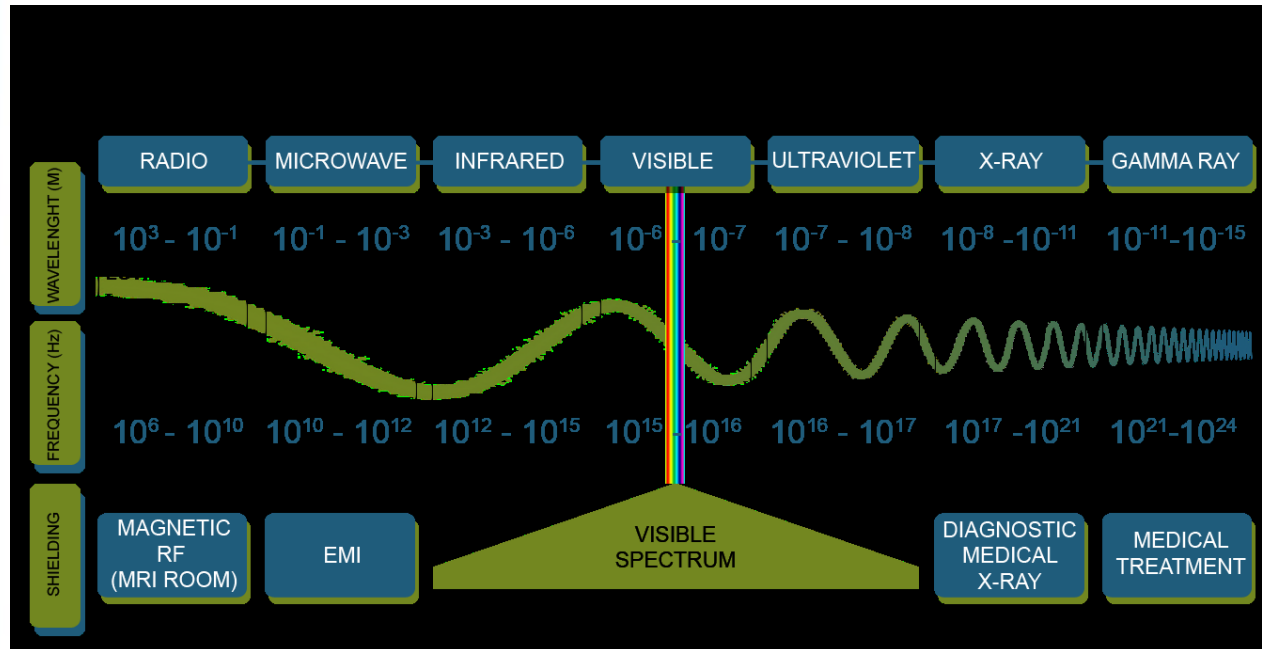 RADIO
MICROWAVE
INFRARED
VISIBLE
ULTRAVIOLET
X-RAY
GAMMA RAY
WAVELENGHT (M)
10³ - 10⁻¹
10⁻¹ - 10⁻³
10⁻³ - 10⁻⁶
10⁻⁶ - 10⁻⁷
10⁻⁷ - 10⁻⁸
10⁻⁸ -10⁻¹¹
10⁻¹¹-10⁻¹⁵
FREQUENCY (Hz)
10⁶ - 10¹⁰
10¹⁰ - 10¹²
10¹² - 10¹⁵
10¹⁵ - 10¹⁶
10¹⁶ - 10¹⁷
10¹⁷ -10²¹
10²¹-10²⁴
SHIELDING
MAGNETIC
RF
(MRI ROOM)
EMI
VISIBLE
SPECTRUM
DIAGNOSTIC
MEDICAL
X-RAY
MEDICAL
TREATMENT